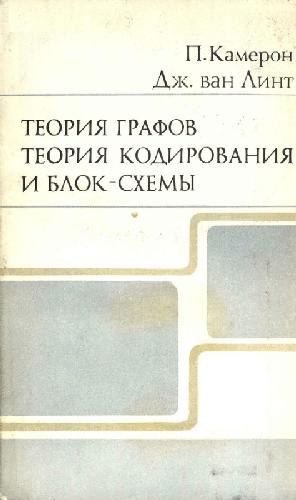 П. Камерон
Дж. ван Линт
ТЕОРИЯ ГРАФОВ
ТЕОРИЯ КОДИРОВАНИЯ
И БЛОК-СХЕМЫ